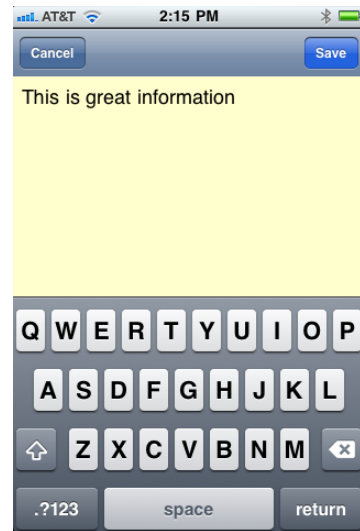 AT&T 2:15 PM
Cancel Save
This is great information
Q W E R T Y U I O P
A S D F G H J K L
Z X C V B N M
.?123 space return